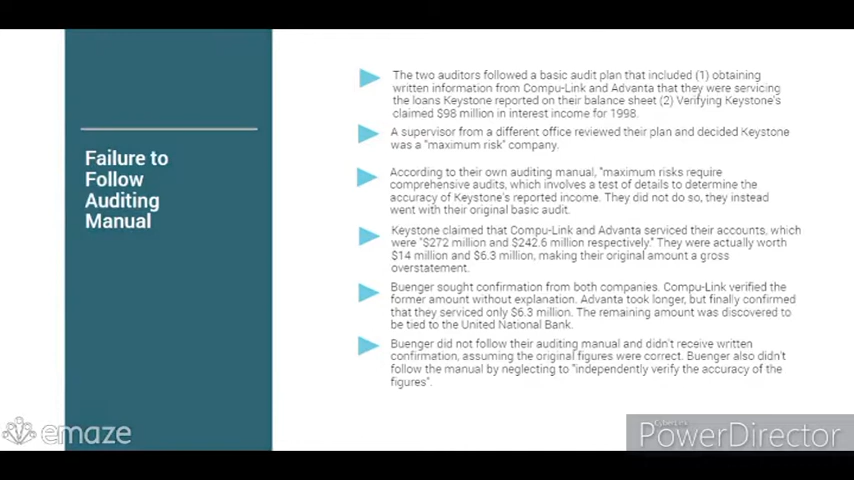 Failure to
Follow
Auditing
Manual
The two auditors followed a basic audit plan that included (1) obtaining
written information from Compu-Link and Advanta that they were servicing
the loans Keystone reported on their balance sheet (2) Verifying Keystone's
claimed $98 million in interest income for 1998.
A supervisor from a different office reviewed their plan and decided Keystone
was a "maximum risk" company.
According to their own auditing manual, "maximum risks require
comprehensive audits, which involves a test of details to determine the
accuracy of Keystone's reported income. They did not do so, they instead
went with their original basic audit.
Keystone claimed that Compu-Link and Advanta serviced their accounts, which
were "$272 million and $242.6 million respectively." They were actually worth
$14 million and $6.3 million, making their original amount a gross
overstatement.
Buenger sought confirmation from both companies. Compu-Link verified the
former amount without explanation. Advanta took longer, but finally confirmed
that they serviced only $6.3 million. The remaining amount was discovered to
be tied to the United National Bank.
Buenger did not follow their auditing manual and didn't receive written
confirmation, assuming the original figures were correct. Buenger also didn't
follow the manual by neglecting to "independently verify the accuracy of the
figures".
emaze
CyberLink
PowerDirector